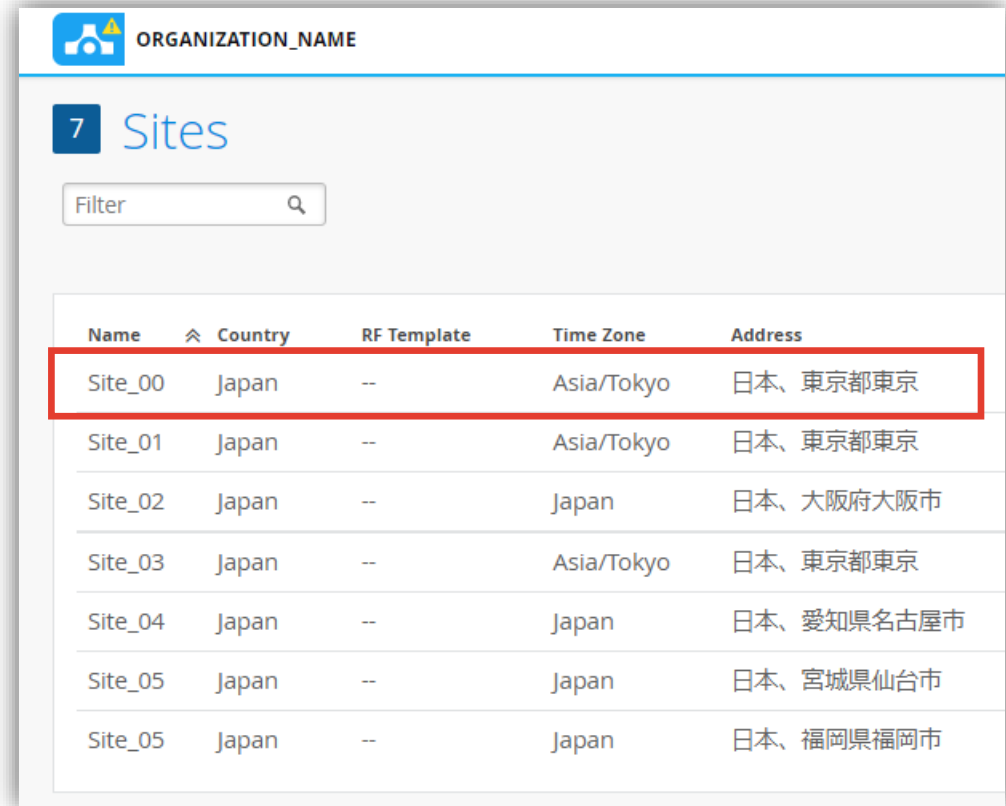 ORGANIZATION_NAME
7 Sites
Filter
Name Country RF Template Time Zone Address
Site_00 Japan -- Asia/Tokyo 日本、東京都東京
Site_01 Japan -- Asia/Tokyo 日本、東京都東京
Site_02 Japan -- Japan 日本、大阪府大阪市
Site_03 Japan -- Asia/Tokyo 日本、東京都東京
Site_04 Japan -- Japan 日本、愛知県名古屋市
Site_05 Japan -- Japan 日本、宮城県仙台市
Site_05 Japan -- Japan 日本、福岡県福岡市